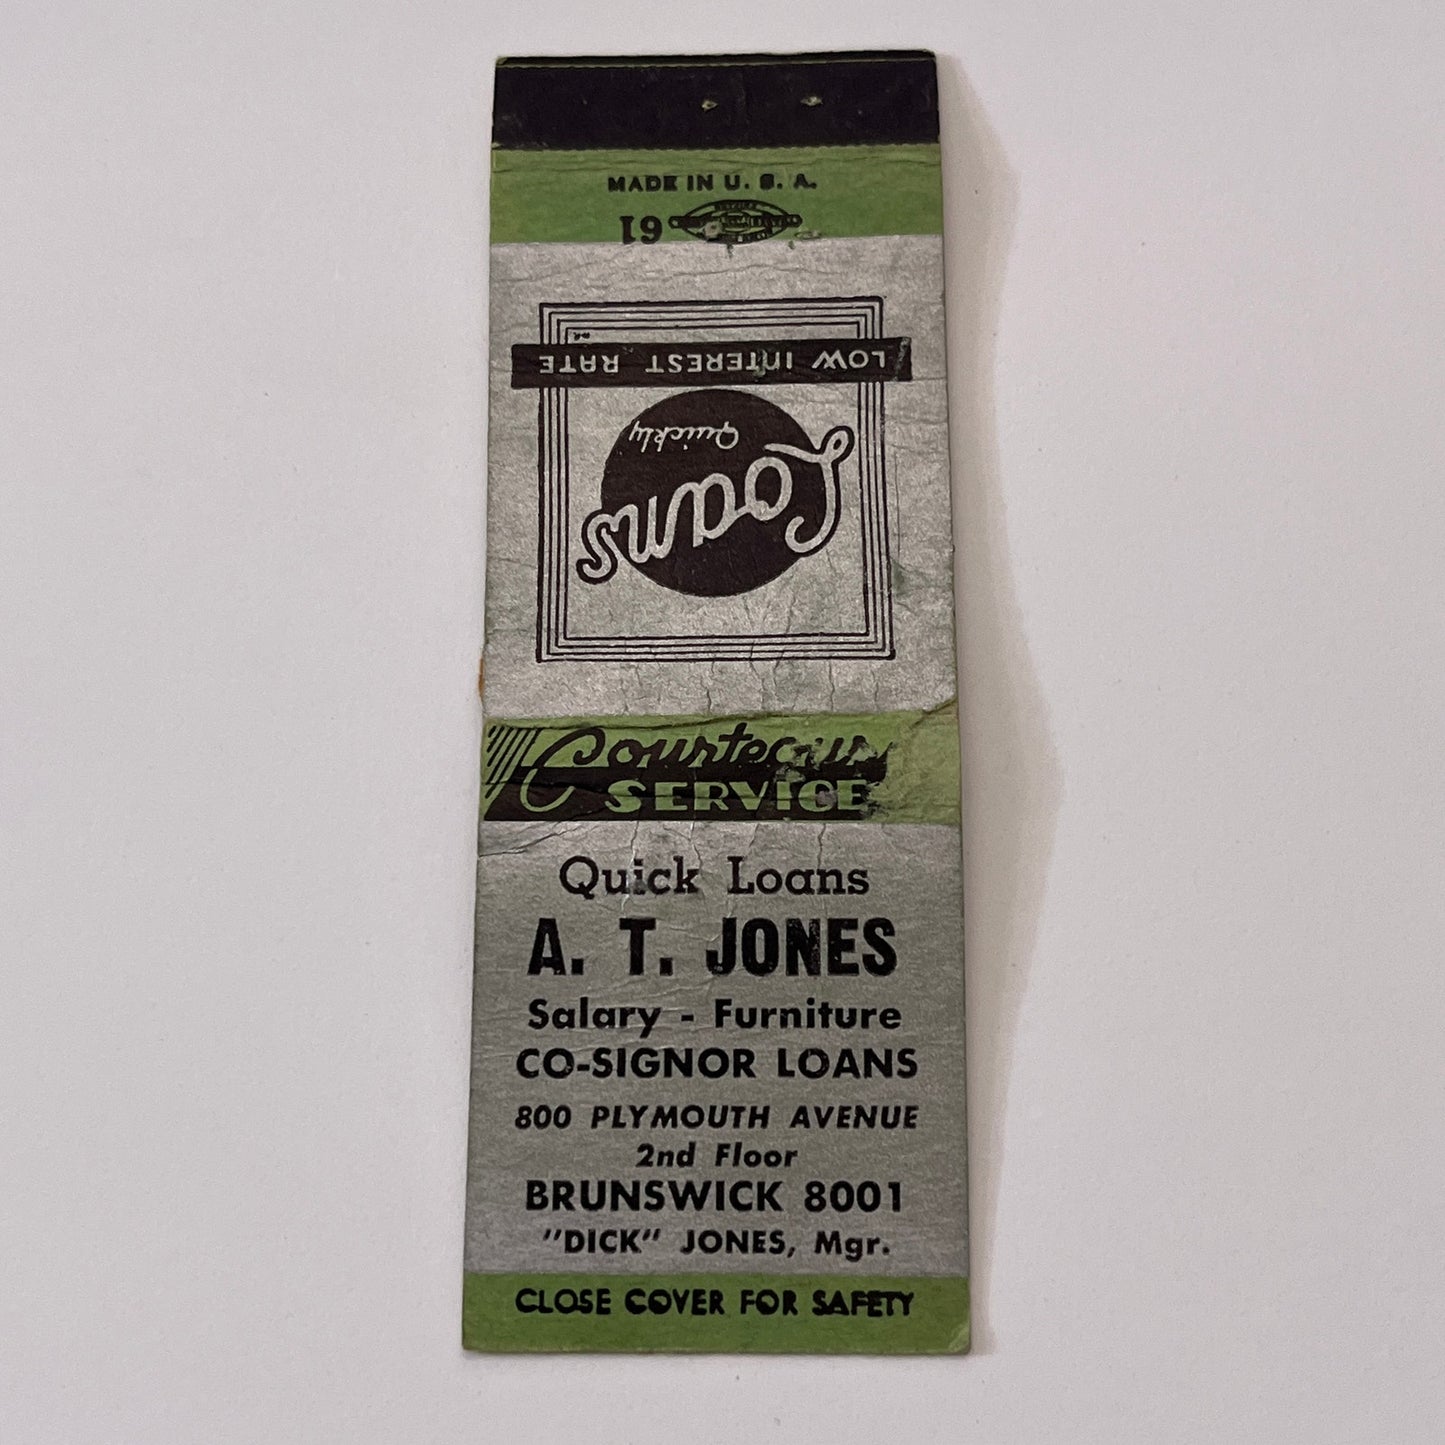 MADE IN U. S. A.
61
LOW INTEREST RATE
Quickly
Loans
Courteous
SERVICE
Quick Loans
A. T. JONES
Salary - Furniture
CO-SIGNOR LOANS
800 PLYMOUTH AVENUE
2nd Floor
BRUNSWICK 8001
"DICK" JONES, Mgr.
CLOSE COVER FOR SAFETY